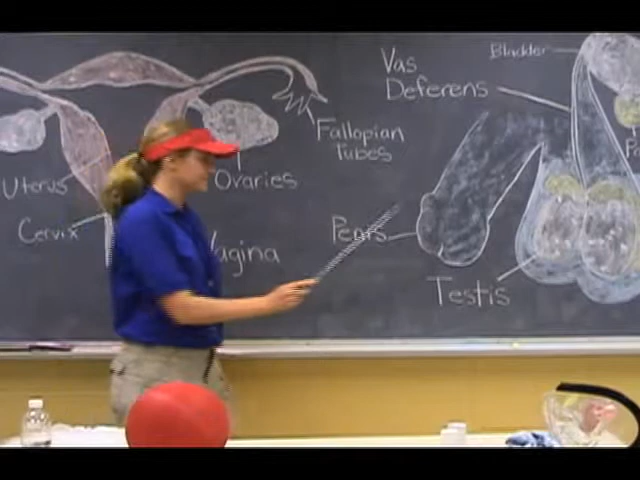 Vas
Deferens
Bladder
Fallopian
Tubes
Uterus
Ovaries
Cervix
Vagina
Penis
Testis